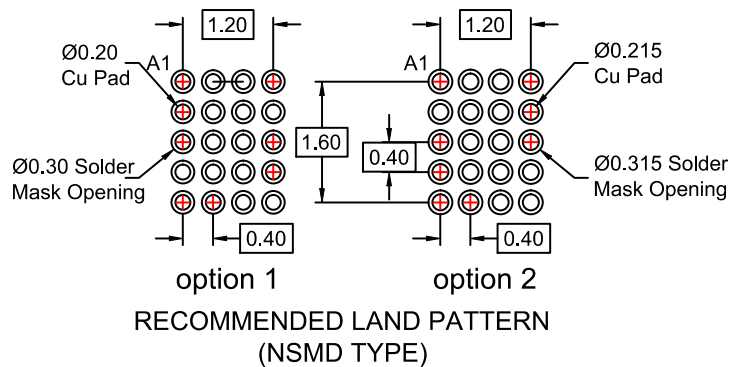 1.20
1.20
Ø0.20
Cu Pad
A1
A1
Ø0.215
Cu Pad
1.60
0.40
Ø0.30 Solder
Mask Opening
Ø0.315 Solder
Mask Opening
0.40
0.40
option 1
option 2
RECOMMENDED LAND PATTERN
(NSMD TYPE)